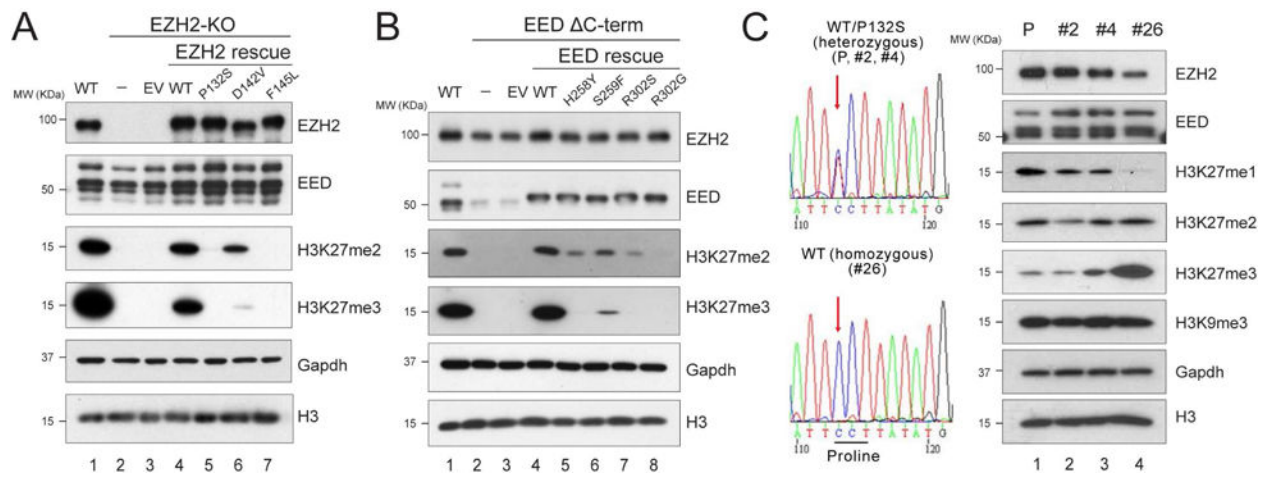 A
EZH2-KO
EZH2 rescue
MW (KDa)
WT – EV WT P132S D142V F145L
100 EZH2
50 EED
15 H3K27me2
15 H3K27me3
37 Gapdh
15 H3
1 2 3 4 5 6 7
B
EED ΔC-term
EED rescue
MW (KDa)
WT – EV WT H258Y S259F R302S R302G
100 EZH2
50 EED
15 H3K27me2
15 H3K27me3
37 Gapdh
15 H3
1 2 3 4 5 6 7 8
C
WT/P132S
(heterozygous)
(P, #2, #4)
A T T C C T T A T A T G
110 120
WT (homozygous)
(#26)
A T T C C T T A T A T G
110 120
Proline
P #2 #4 #26
MW (KDa)
100 EZH2
50 EED
15 H3K27me1
15 H3K27me2
15 H3K27me3
15 H3K9me3
37 Gapdh
15 H3
1 2 3 4